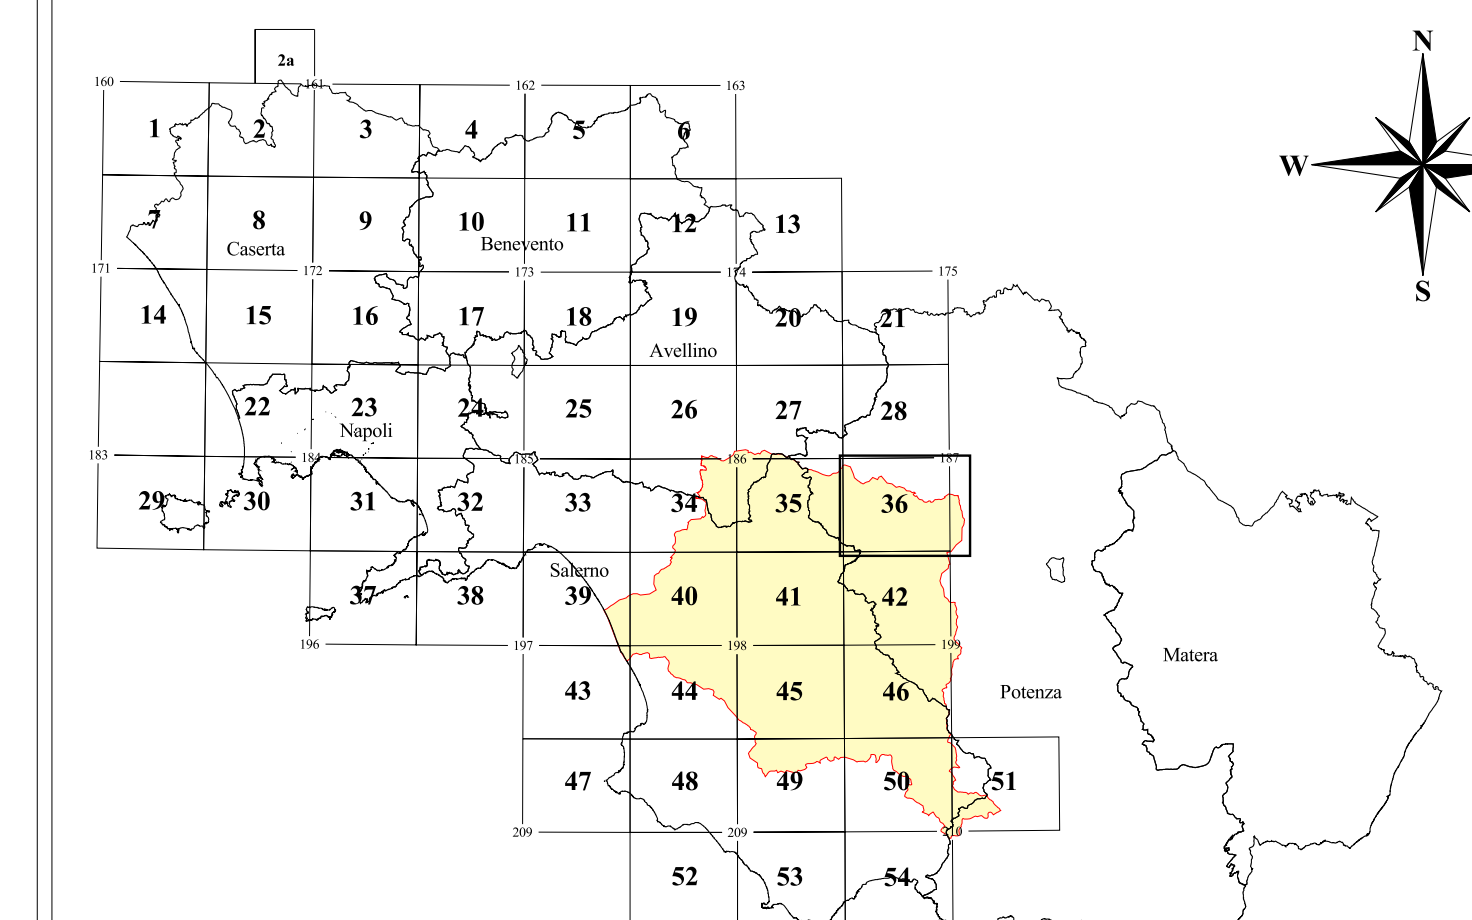 N
2a
160 161 162 163
1 2 3 4 5 6
W
7 8 9 10 11 12 13
Caserta Benevento
171 172 173 174 175
S
14 15 16 17 18 19 20 21
Avellino
22 23 24 25 26 27 28
Napoli
183 184 185 186 187
29 30 31 32 33 34 35 36
Salerno
37 38 39 40 41 42
196 197 198 199
Matera
43 44 45 46 Potenza
47 48 49 50 51
209 209 210
52 53 54